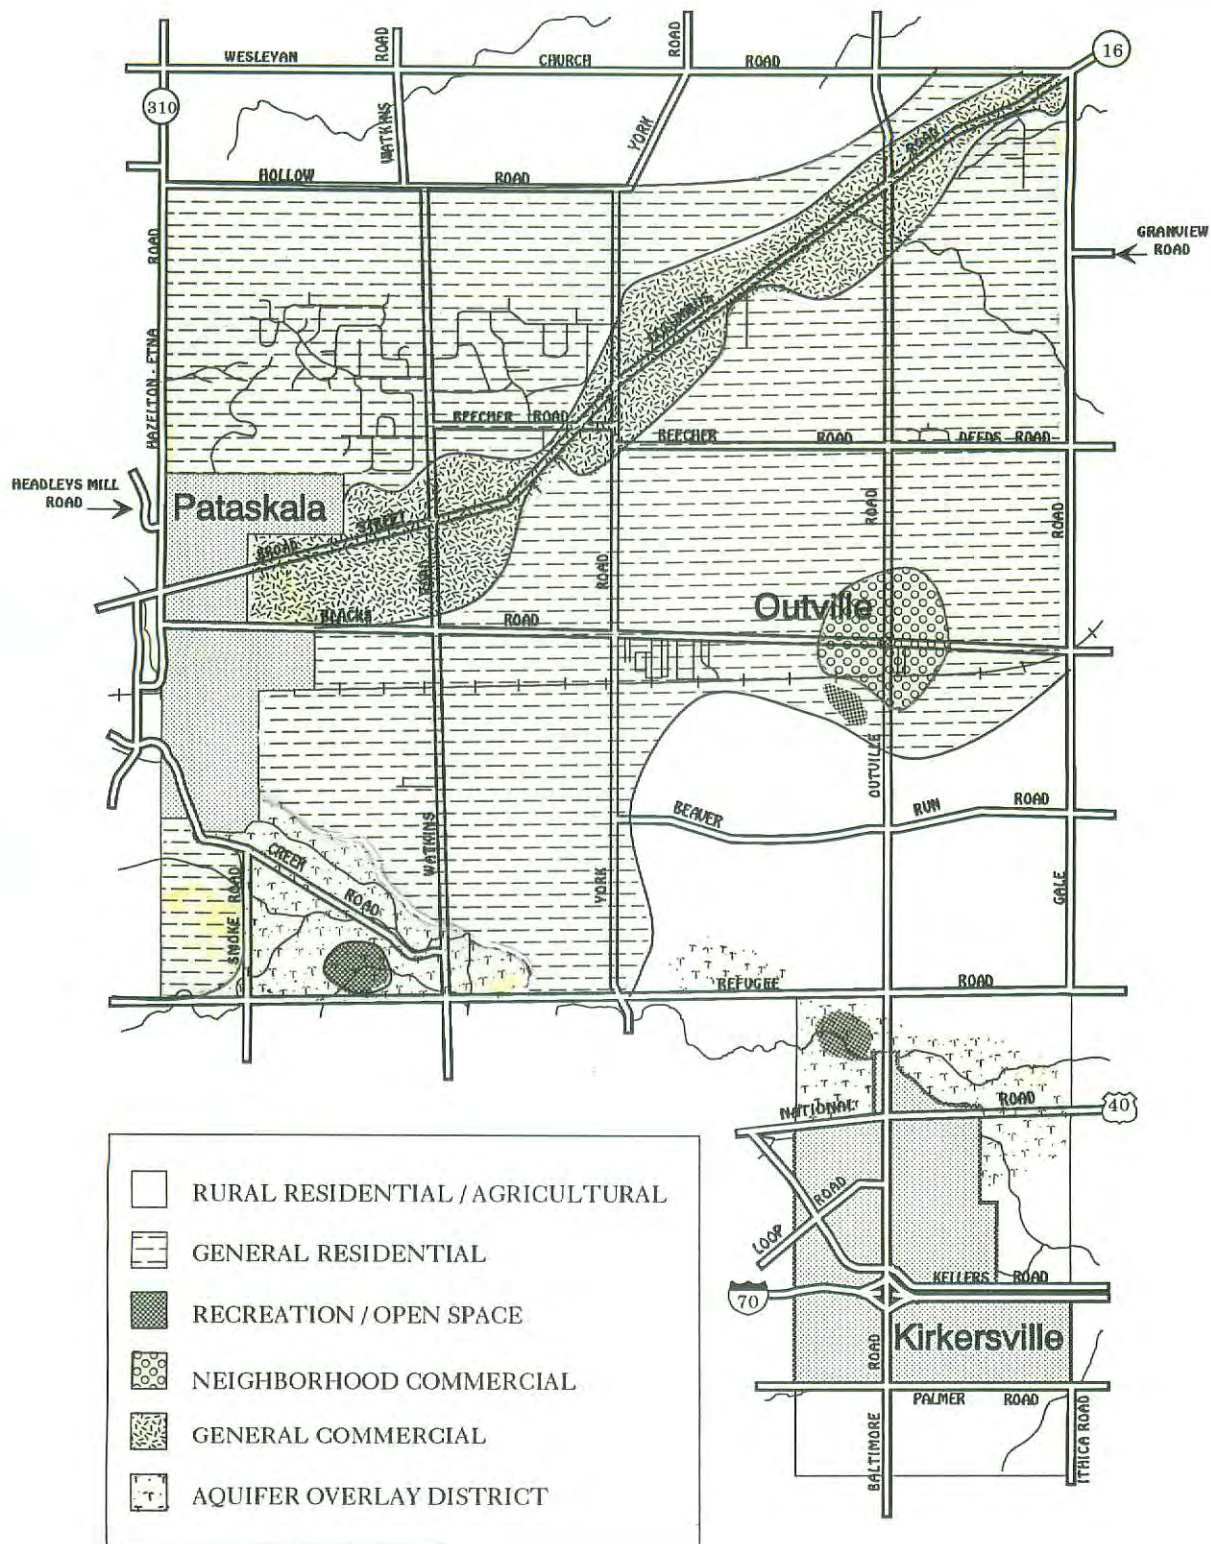 WESLEYAN
ROAD
CHURCH
ROAD
ROAD
16
310
WATKINS
YORK
HOLLOW
ROAD
ROAD
ROAD
GRANVIEW
ROAD
HAZELTON - ETNA
BEECHER ROAD
BEECHER
ROAD
DEEDS ROAD
HEADLEYS MILL
ROAD
Pataskala
BROAD
STREET
ROAD
ROAD
ROAD
ROAD
BLACKS
ROAD
Outville
OUTVILLE
BEAVER
RUN
ROAD
WATKINS
CREEK
ROAD
SMOKE ROAD
YORK
GALE
REFUGEE
ROAD
NATIONAL
ROAD
40
LOOP
ROAD
KELLERS ROAD
70
Kirkersville
ROAD
PALMER
ROAD
BALTIMORE
ITHICA ROAD
RURAL RESIDENTIAL / AGRICULTURAL
GENERAL RESIDENTIAL
RECREATION / OPEN SPACE
NEIGHBORHOOD COMMERCIAL
GENERAL COMMERCIAL
AQUIFER OVERLAY DISTRICT